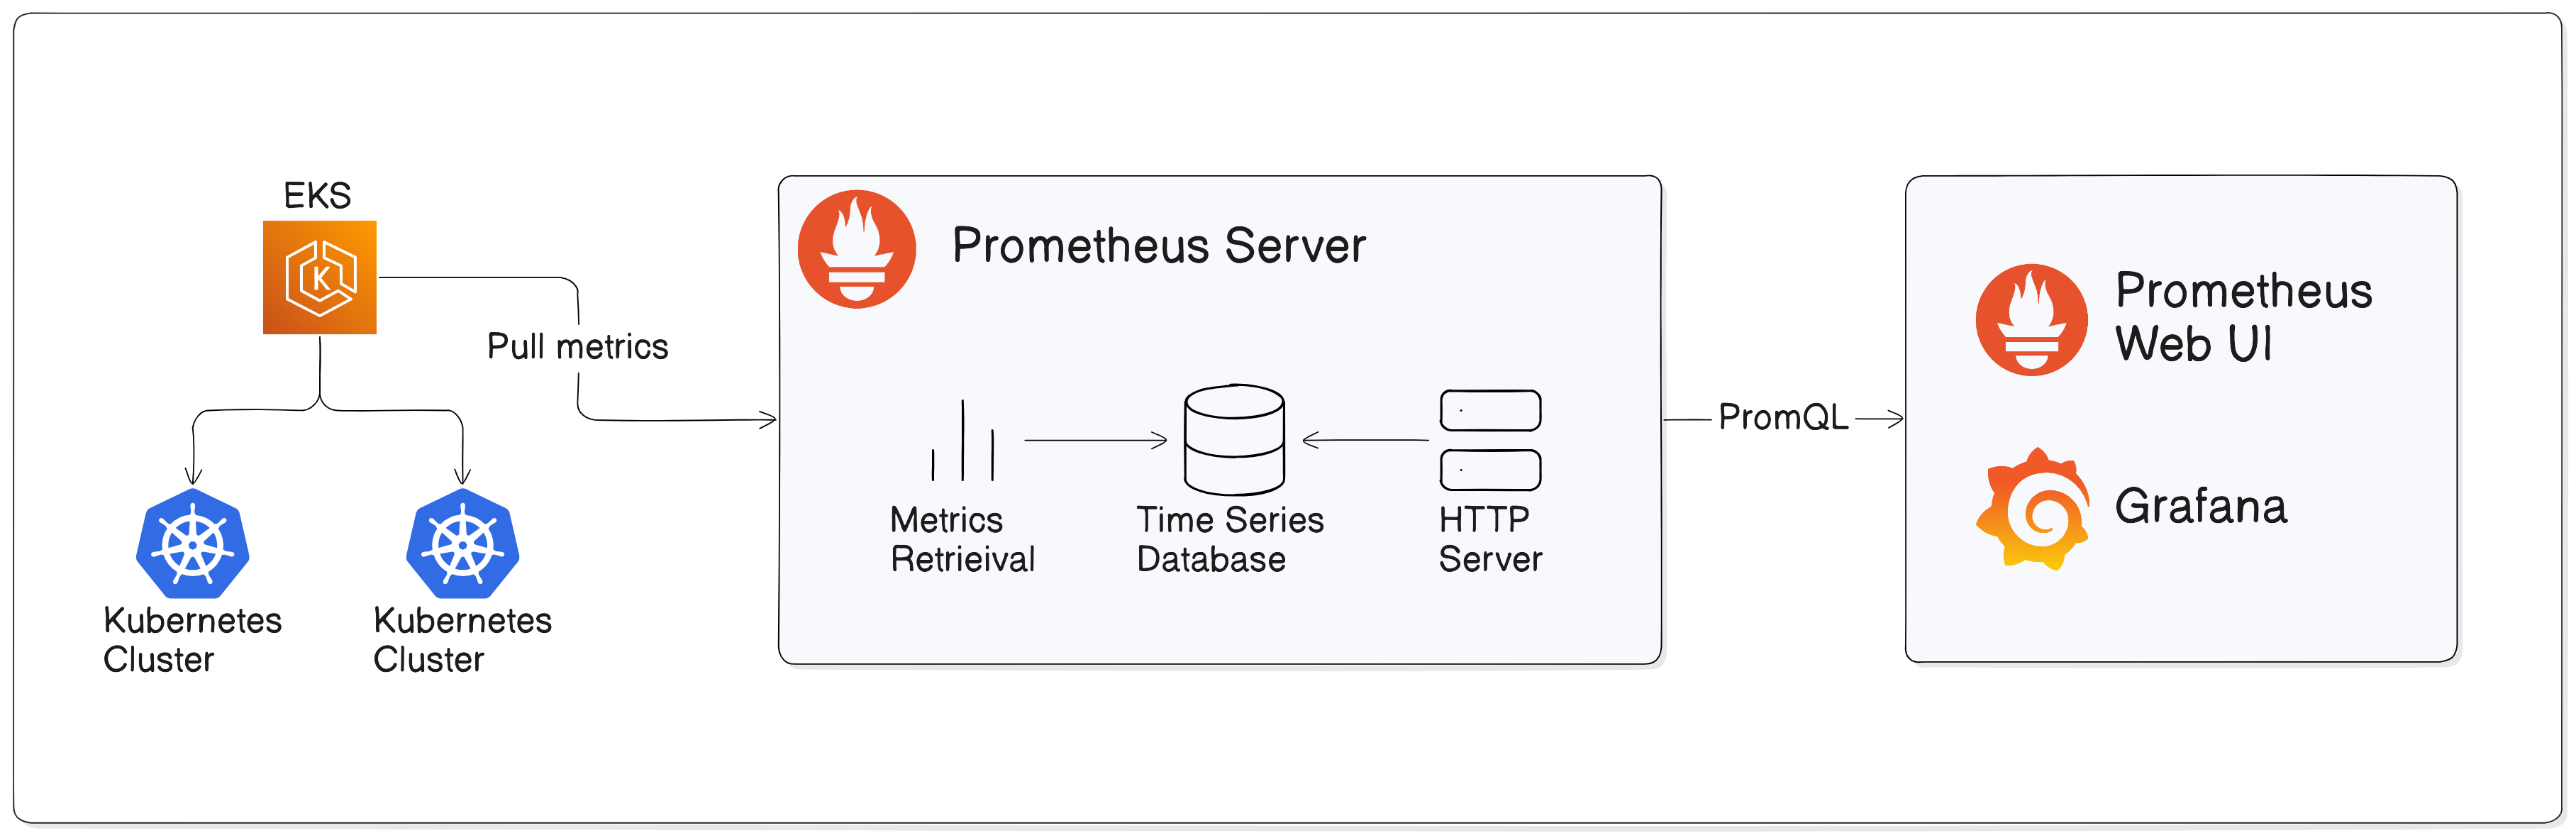 EKS
Pull metrics
Kubernetes
Cluster
Kubernetes
Cluster
Prometheus Server
Metrics
Retrieival
Time Series
Database
HTTP
Server
PromQL
Prometheus
Web UI
Grafana